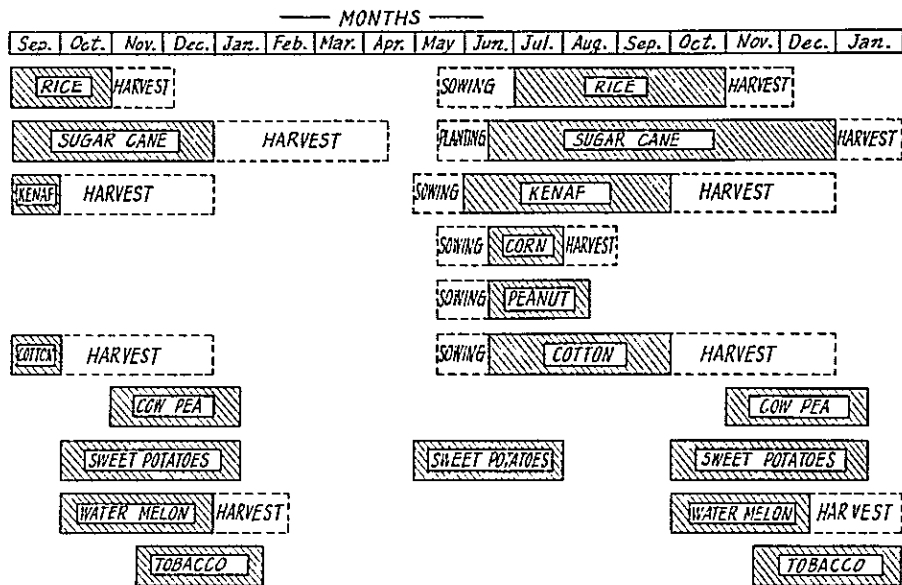 MONTHS
Sep. Oct. Nov. Dec. Jan. Feb. Mar. Apr. May Jun. Jul. Aug. Sep. Oct. Nov. Dec. Jan.
RICE HARVEST SOWING RICE HARVEST
SUGAR CANE HARVEST PLANTING SUGAR CANE HARVEST
KENAF HARVEST SOWING KENAF HARVEST
SOWING CORN HARVEST
SOWING PEANUT
COTTON HARVEST SOWING COTTON HARVEST
COW PEA COW PEA
SWEET POTATOES SWEET POTATOES SWEET POTATOES
WATER MELON HARVEST WATER MELON HARVEST
TOBACCO TOBACCO